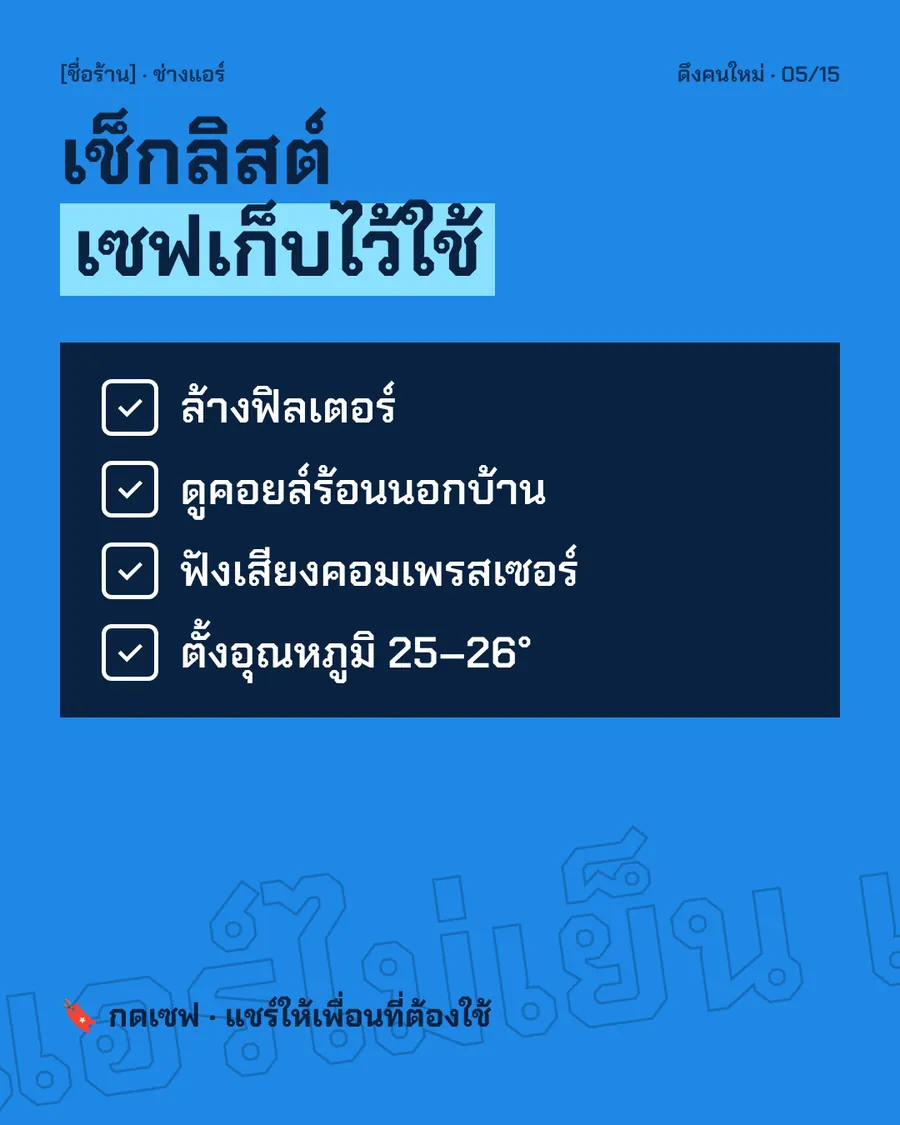 [ชื่อร้าน] · ช่างแอร์
ดึงคนใหม่ · 05/15
เช็กลิสต์
เซฟเก็บไว้ใช้
ล้างฟิลเตอร์
ดูคอยล์ร้อนนอกบ้าน
ฟังเสียงคอมเพรสเซอร์
ตั้งอุณหภูมิ 25–26°
แอร์ไม่เย็น
กดเซฟ · แชร์ให้เพื่อนที่ต้องใช้